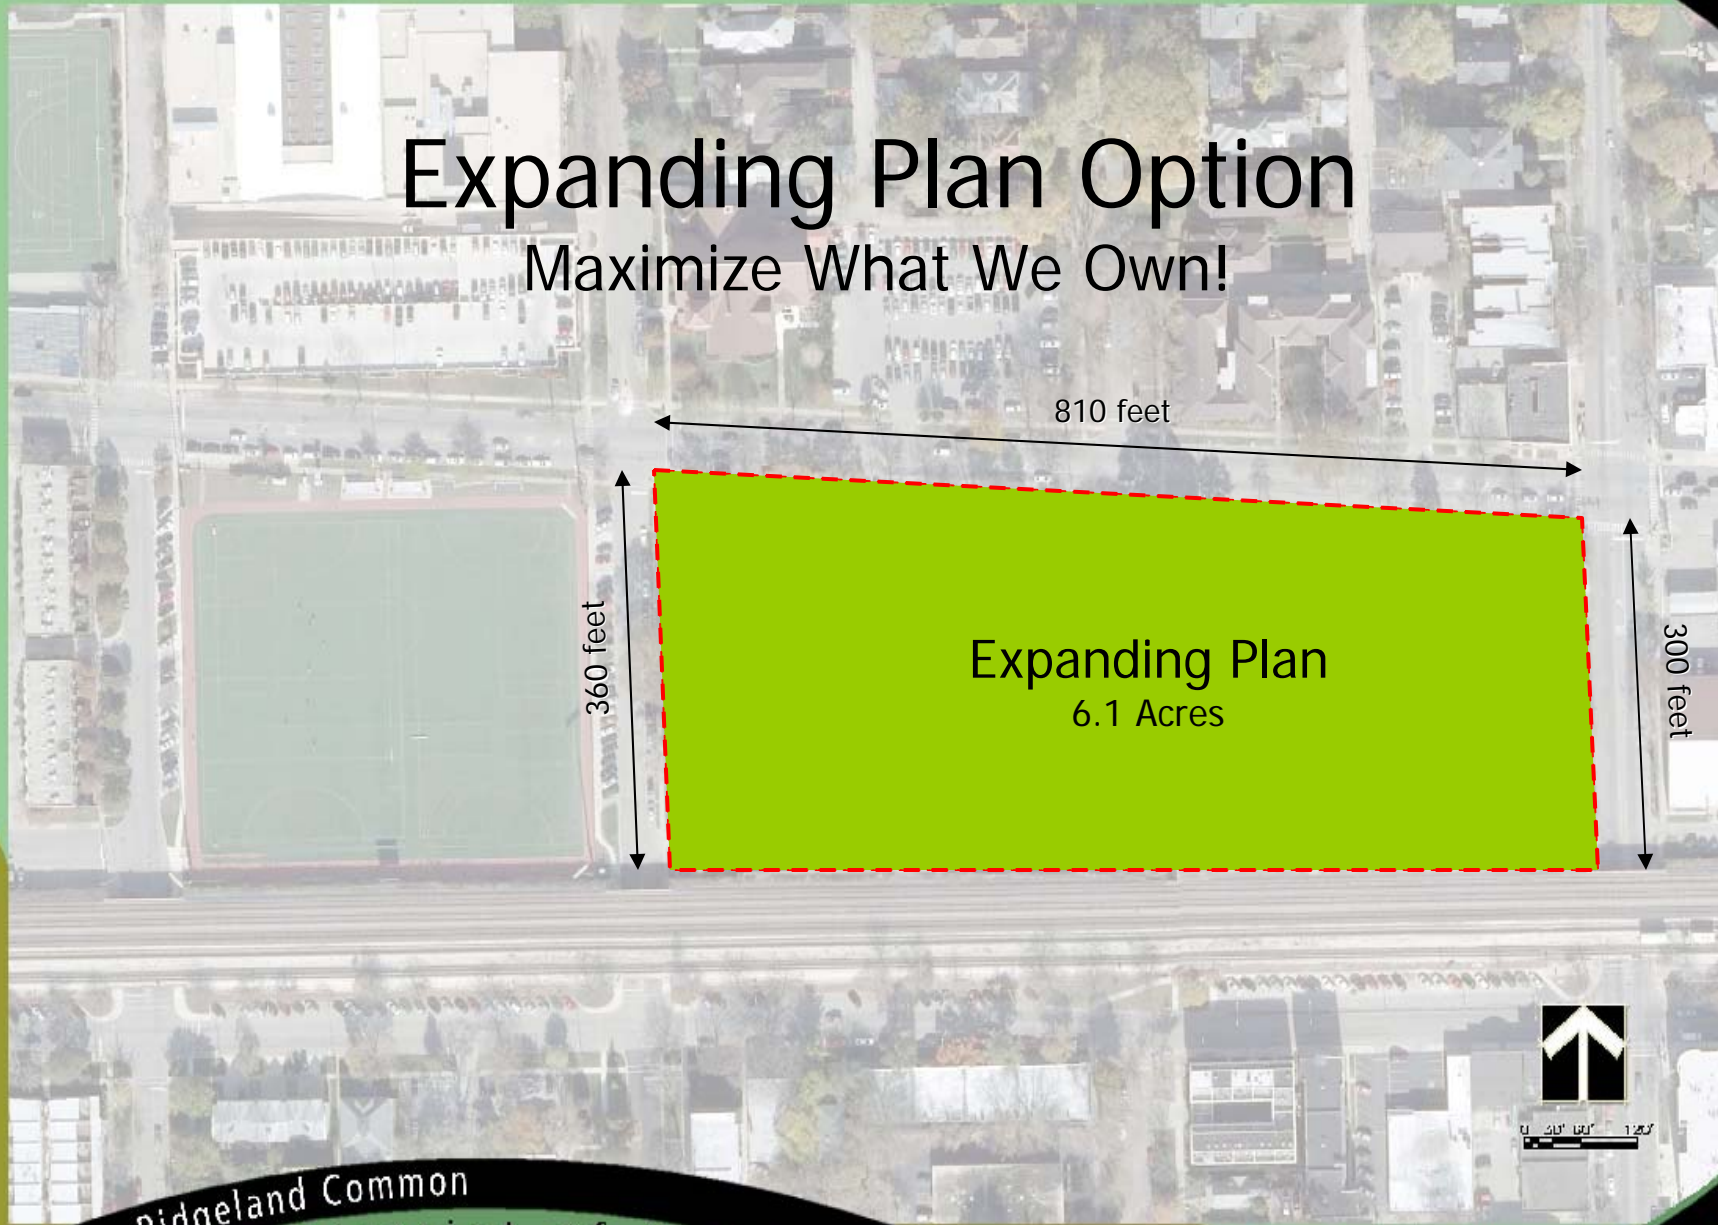 Expanding Plan Option
Maximize What We Own!
810 feet
360 feet
300 feet
Expanding Plan
6.1 Acres
120'
Ridgeland Common